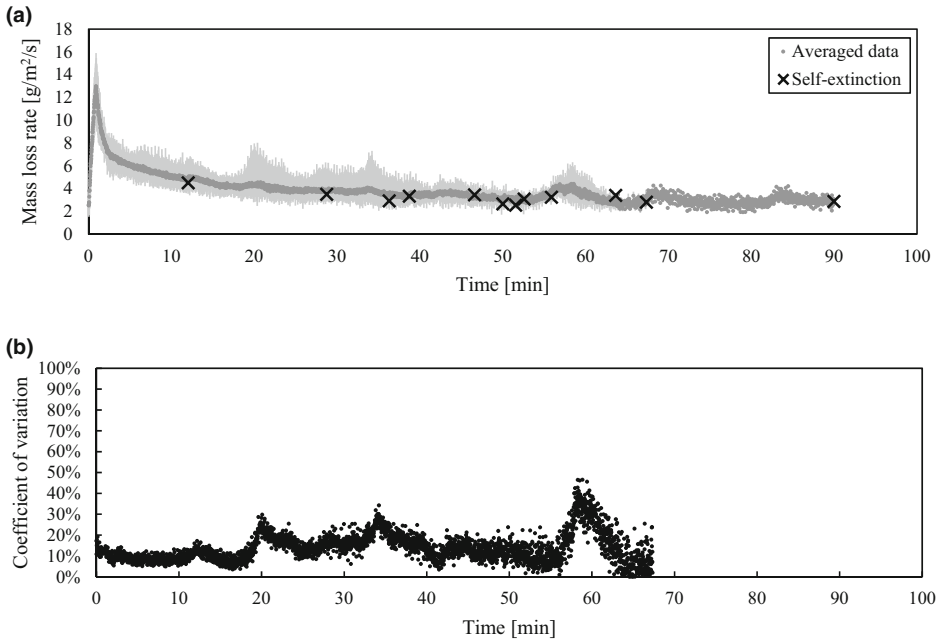 (a)
18
16
14
12
10
8
6
4
2
0
Mass loss rate [g/m²/s]
Averaged data
Self-extinction
0 10 20 30 40 50 60 70 80 90 100
Time [min]
(b)
100%
90%
80%
70%
60%
50%
40%
30%
20%
10%
0%
Coefficient of variation
0 10 20 30 40 50 60 70 80 90 100
Time [min]